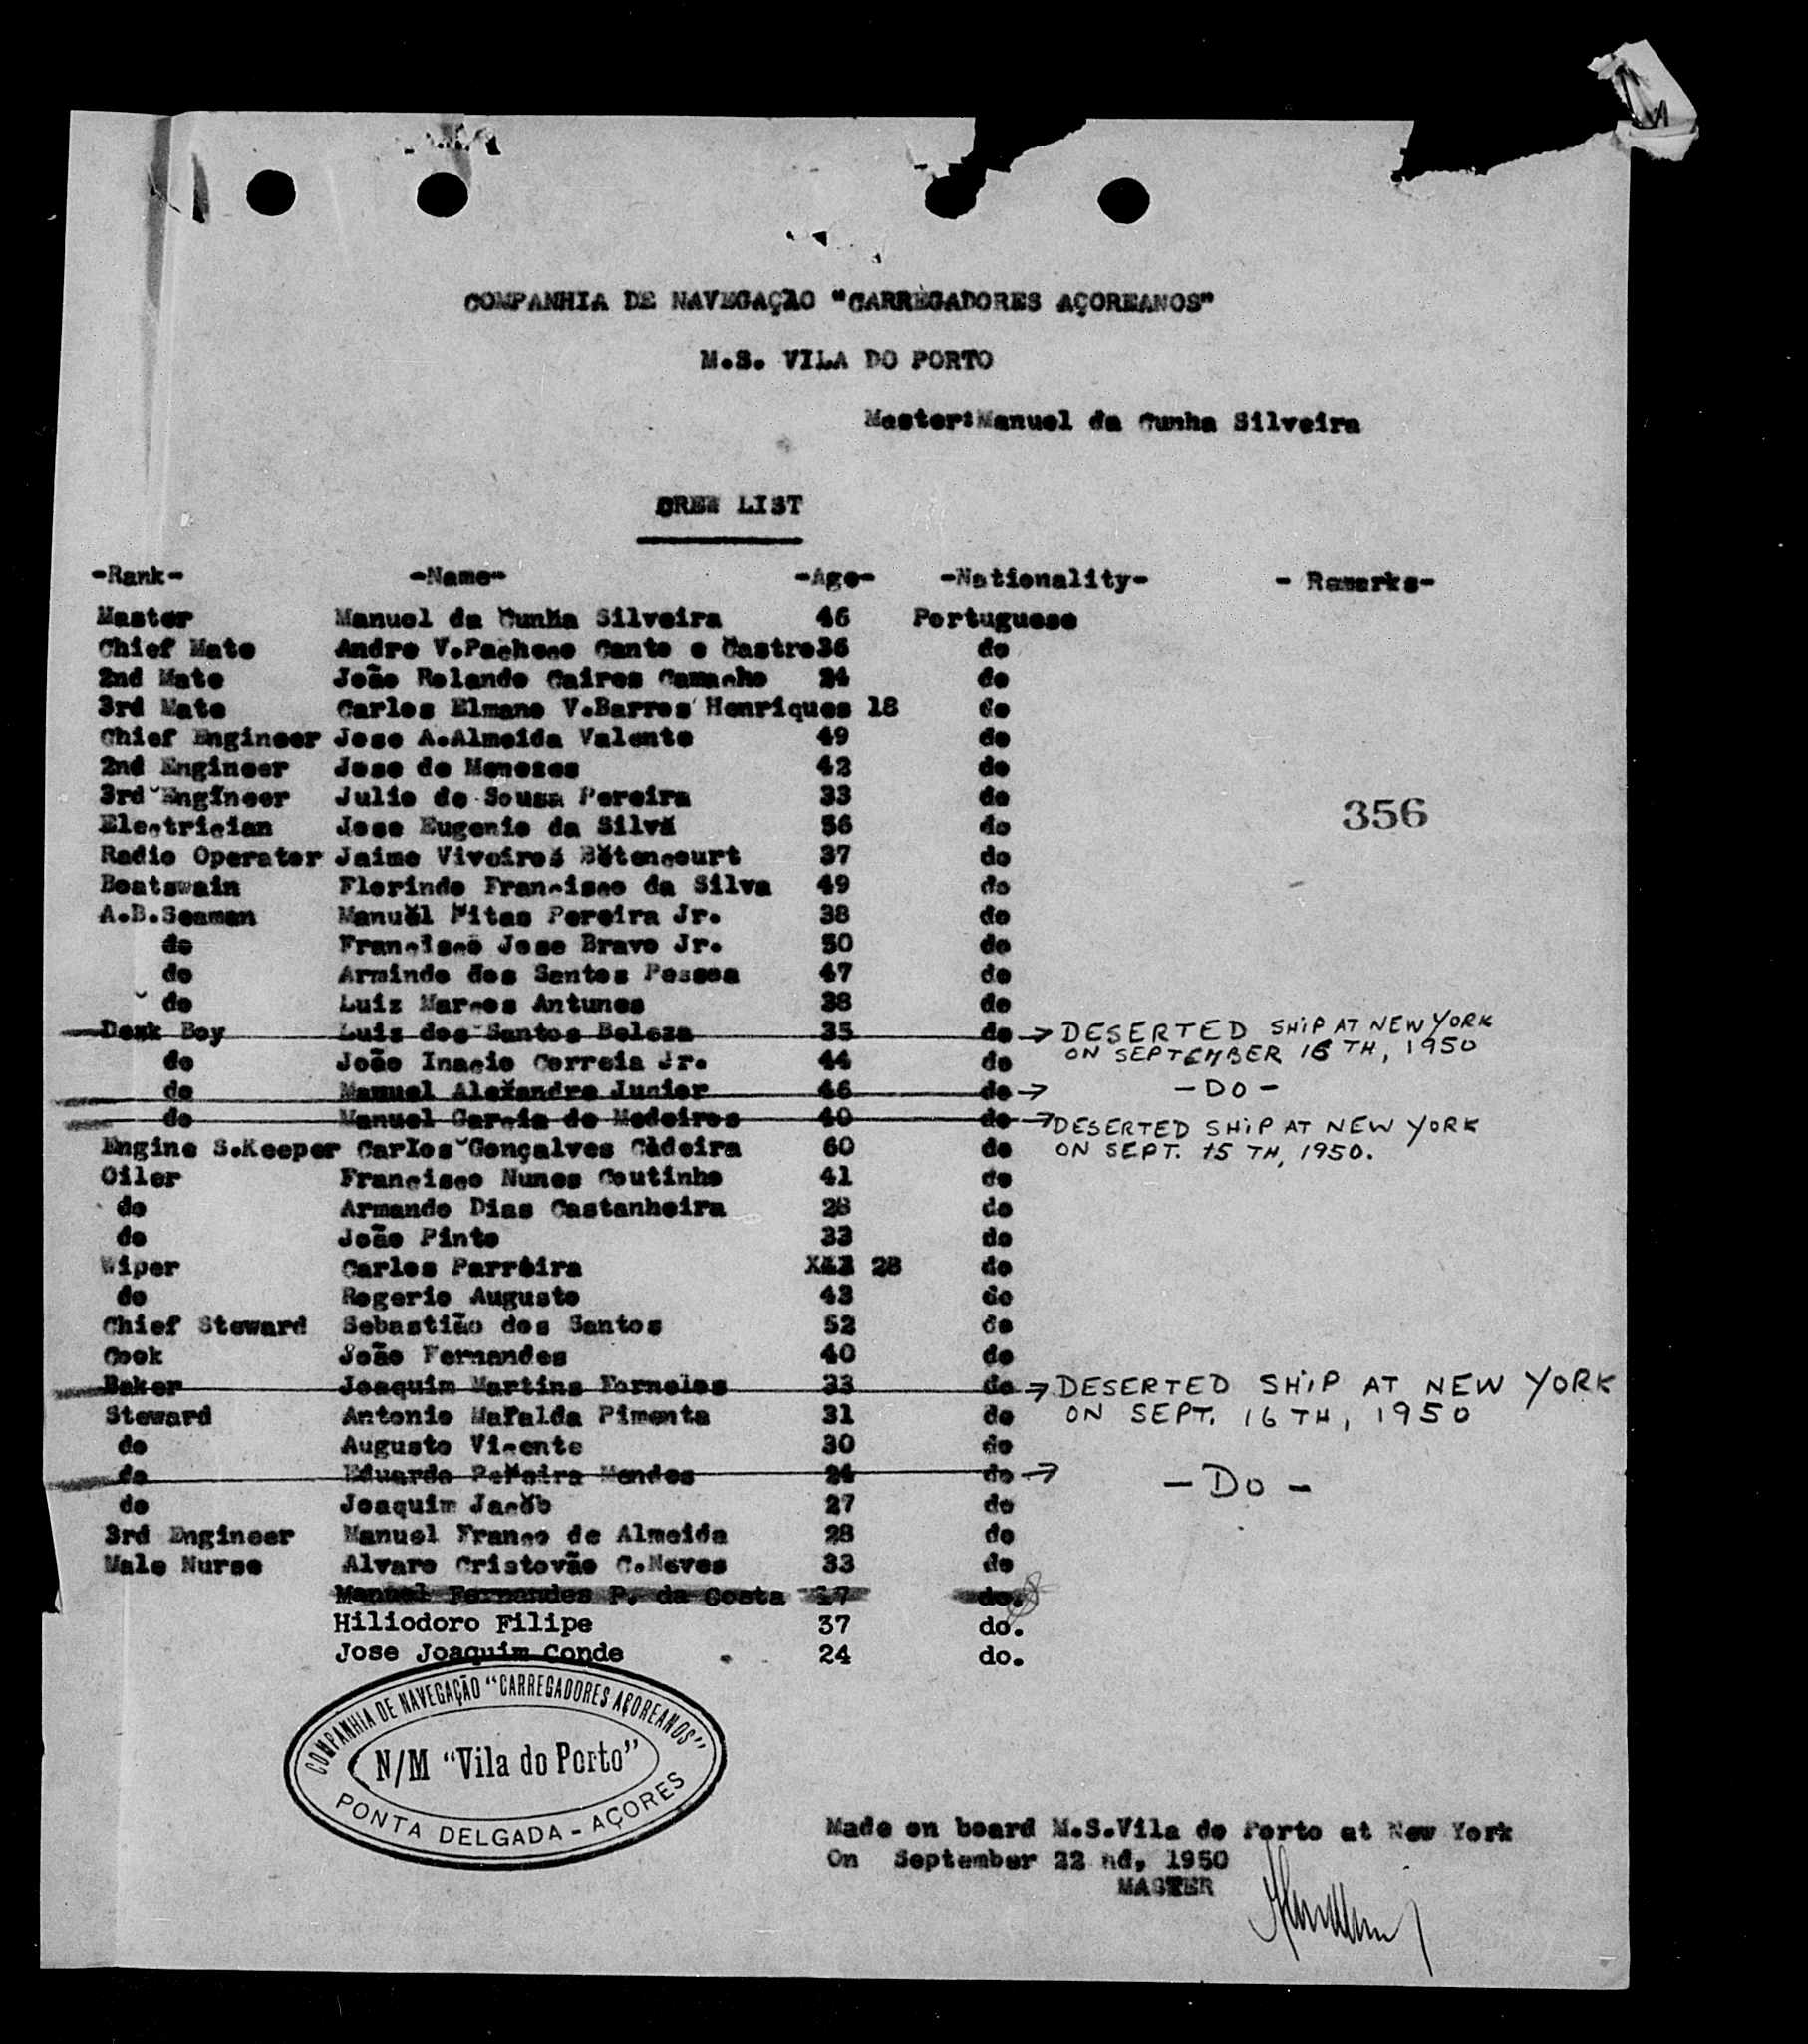 COMPANHIA DE NAVEGAÇÃO "CARREGADORES AÇOREANOS"
M.S. VILA DO PORTO
Master:Manuel da Cunha Silveira
CREW LIST
-Rank- -Name- -Age- -Nationality- - Remarks-
Master Manuel da Cunha Silveira 46 Portuguese
Chief Mate Andre V.Pacheco Canto e Castro 36 do
2nd Mate João Rolando Caires Camacho 24 do
3rd Mate Carlos Elmano V.Barros Henriques 18 do
Chief Engineer Jose A.Almeida Valente 49 do
2nd Engineer Jose de Menezes 42 do
3rd Engineer Julio de Sousa Pereira 33 do
Electrician Jose Eugenio da Silva 56 do
356
Radio Operator Jaime Viveiros Betencourt 37 do
Boatswain Florindo Francisco da Silva 49 do
A.B.Seaman Manuel Pitas Pereira Jr. 38 do
do Francisco Jose Bravo Jr. 50 do
do Armindo dos Santos Pessoa 47 do
do Luiz Marcos Antunes 38 do
Deak Boy Luiz dos Santos Beleza 35 do → DESERTED SHIP AT NEW YORK
ON SEPTEMBER 16 TH, 1950
do João Inacio Correia Jr. 44 do
do Manuel Alexandre Junior 46 do → - DO -
do Manuel Garcia de Medeiros 40 do → DESERTED SHIP AT NEW YORK
ON SEPT. 15 TH, 1950.
Engine S.Keeper Carlos Gonçalves Cadeira 60 do
Oiler Francisco Nunes Coutinho 41 do
do Armando Dias Castanheira 28 do
do João Pinto 33 do
Wiper Carlos Parreira 28 do
do Rogerio Augusto 43 do
Chief Steward Sebastião dos Santos 52 do
Cook João Fernandes 40 do
Baker Joaquim Martins Fornelos 33 do → DESERTED SHIP AT NEW YORK
ON SEPT. 16 TH, 1950
Steward Antonio Mafalda Pimenta 31 do
do Augusto Vicente 30 do
do Eduardo Pereira Mendes 24 do → - DO -
do Joaquim Jacob 27 do
3rd Engineer Manuel Franco de Almeida 28 do
Male Nurse Alvaro Cristovão C.Neves 33 do
Manuel Fernandes P. da Costa 17 do.
Hiliodoro Filipe 37 do.
Jose Joaquim Conde 24 do.
COMPANHIA DE NAVEGAÇÃO "CARREGADORES AÇOREANOS"
N/M "Vila do Porto"
PONTA DELGADA - AÇORES
Made on board M.S.Vila do Porto at New York
On September 22 nd, 1950
MASTER